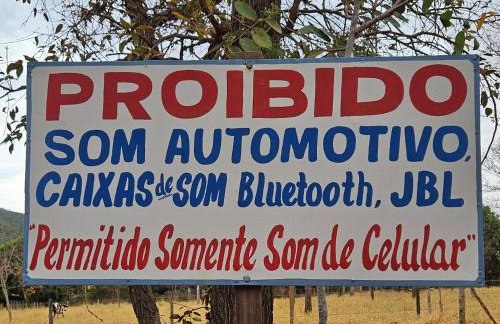 PROIBIDO
SOM AUTOMOTIVO,
CAIXAS de SOM Bluetooth, JBL
"Permitido Somente Som de Celular"